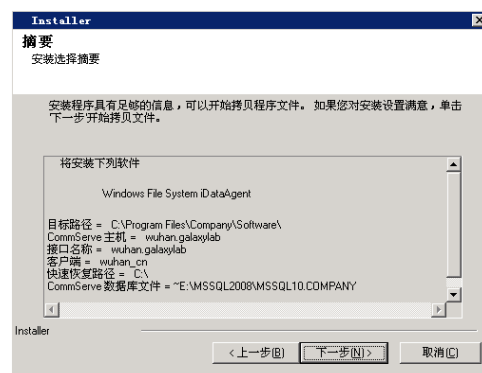 Installer
摘要
安装选择摘要
安装程序具有足够的信息，可以开始拷贝程序文件。 如果您对安装设置满意，单击
下一步开始拷贝文件。
将安装下列软件
Windows File System iDataAgent
目标路径 = C:\Program Files\Company\Software\
CommServe 主机 = wuhan.galaxylab
接口名称 = wuhan.galaxylab
客户端 = wuhan_cn
快速恢复路径 = C:\
CommServe 数据库文件 = ~E:\MSSQL2008\MSSQL10.COMPANY
Installer
<上一步(B) 下一步(N)> 取消(C)